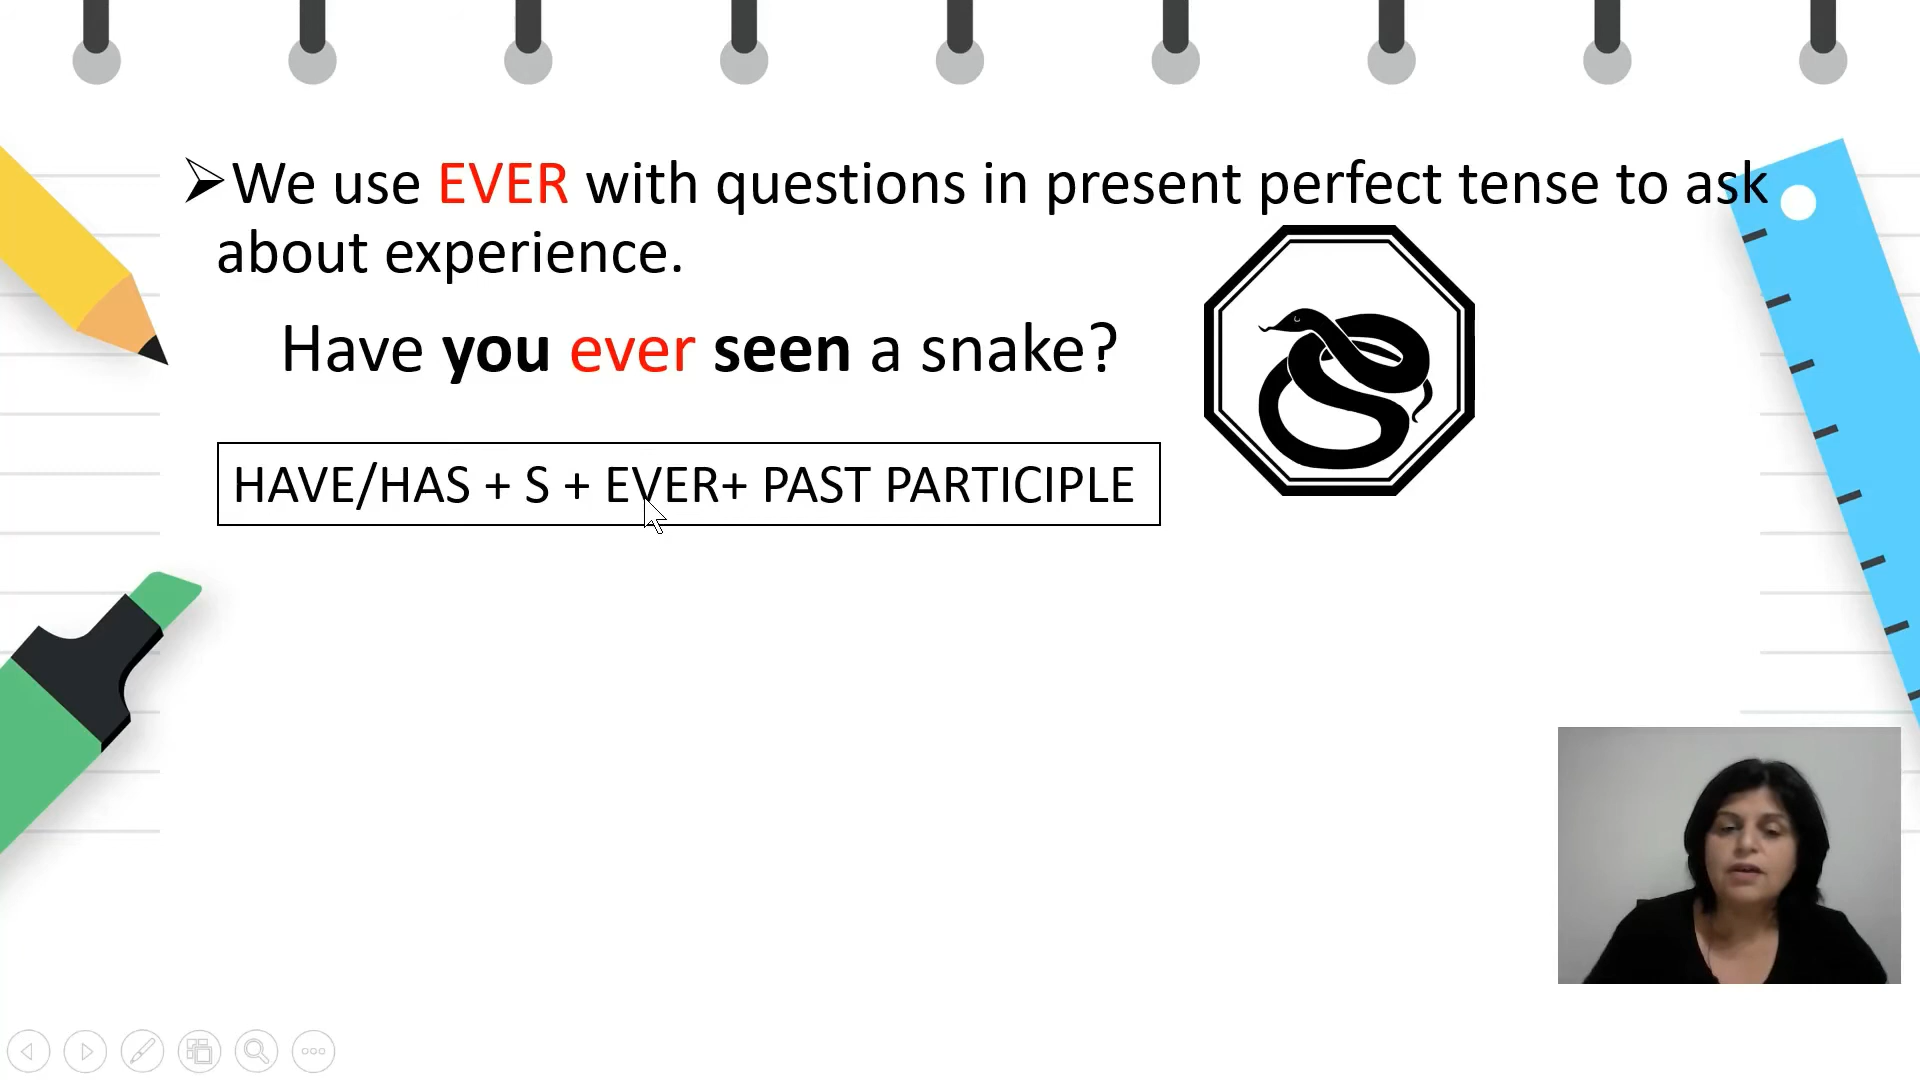 ➢We use EVER with questions in present perfect tense to ask
about experience.
Have you ever seen a snake?
HAVE/HAS + S + EVER+ PAST PARTICIPLE